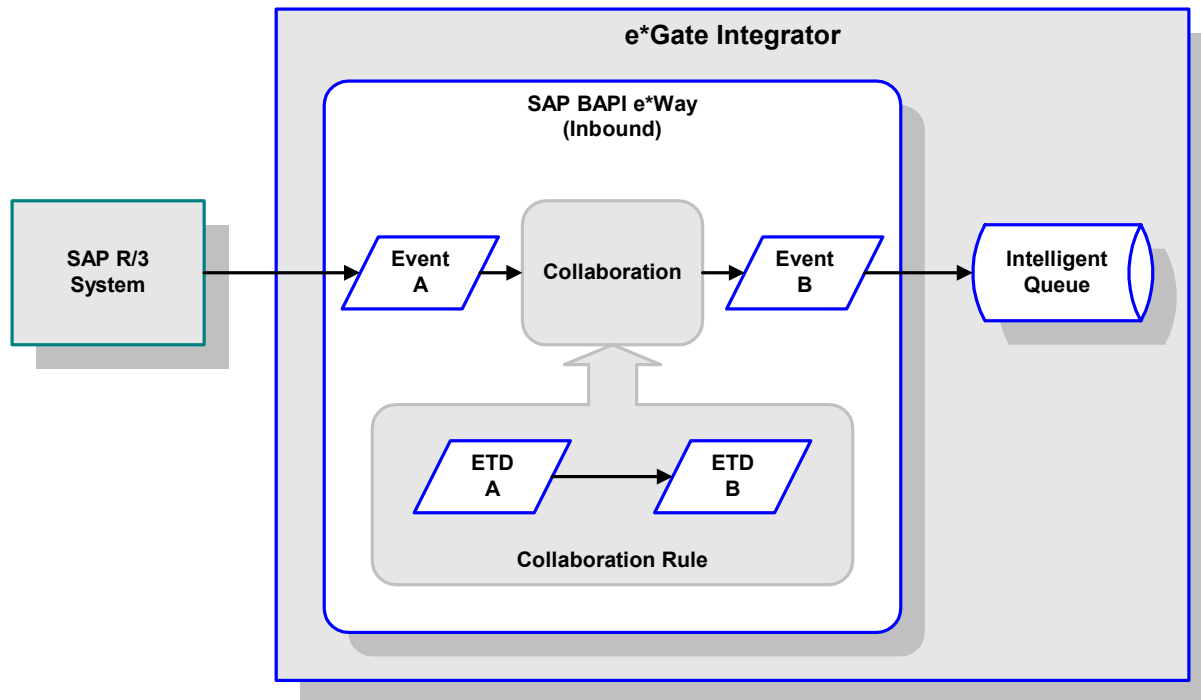 e*Gate Integrator
SAP BAPI e*Way
(Inbound)
SAP R/3
System
Event
A
Collaboration
Event
B
Intelligent
Queue
ETD
A
ETD
B
Collaboration Rule